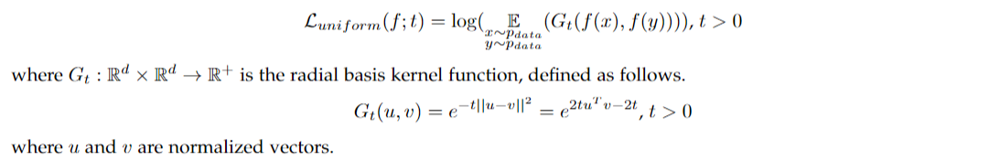 $\mathcal{L}_{uniform}(f;t) = \log(\underset{\substack{x \sim p_{data} \\ y \sim p_{data}}}{\mathbb{E}} (G_t(f(x), f(y)))), t > 0$
where $G_t : \mathbb{R}^d \times \mathbb{R}^d \to \mathbb{R}^+$ is the radial basis kernel function, defined as follows.
$G_t(u, v) = e^{-t||u-v||^2} = e^{2tu^Tv-2t}, t > 0$
where $u$ and $v$ are normalized vectors.